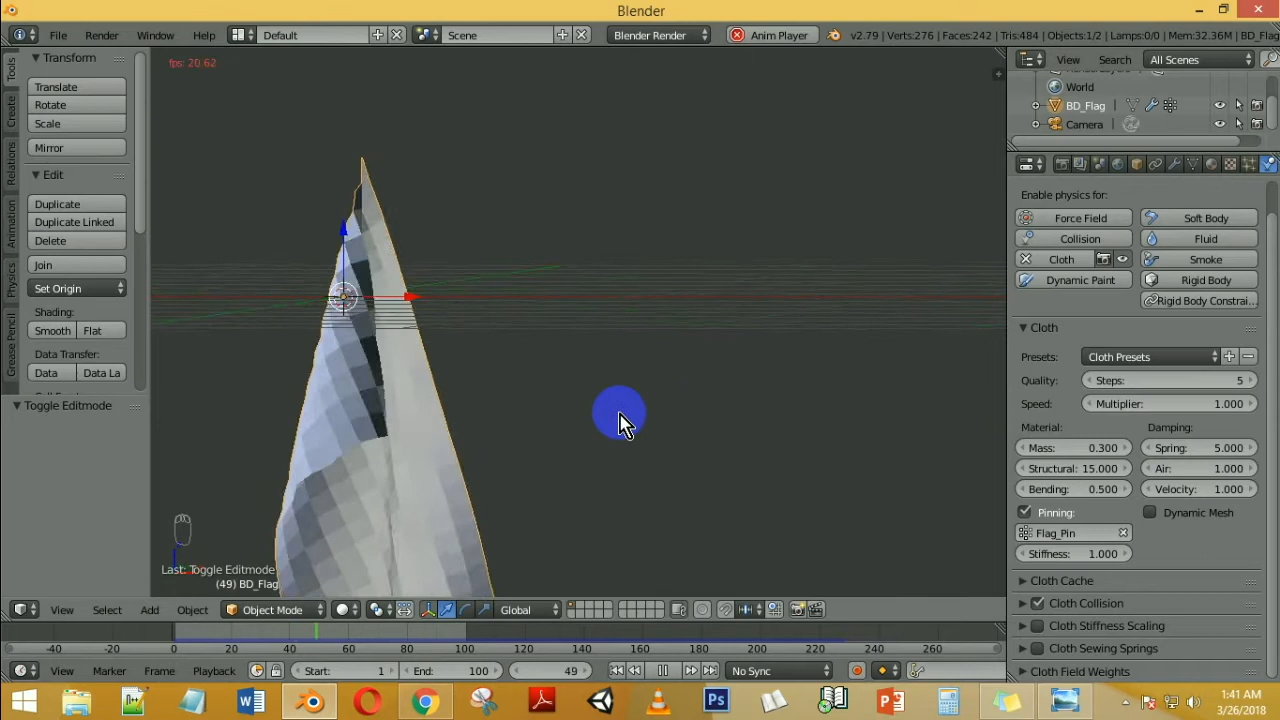 Blender
File Render Window Help Default Scene Blender Render Anim Player v2.79 | Verts:276 | Faces:242 | Tris:484 | Objects:1/2 | Lamps:0/0 | Mem:32.36M | BD_Flag
fps: 20.62
Tools
Create
Relations
Animation
Physics
Grease Pencil
Transform
Translate
Rotate
Scale
Mirror
Edit
Duplicate
Duplicate Linked
Delete
Join
Set Origin
Shading:
Smooth Flat
Data Transfer:
Data Data La
Toggle Editmode
Last: Toggle Editmode
(49) BD_Flag
View Select Add Object Object Mode Global
-40 -20 0 20 40 60 80 100 120 140 160 180 200 220 240 260
View Marker Frame Playback Start: 1 End: 100 49 No Sync
View Search All Scenes
World
BD_Flag
Camera
Enable physics for:
Force Field Soft Body
Collision Fluid
Cloth Smoke
Dynamic Paint Rigid Body
Rigid Body Constrai...
Cloth
Presets: Cloth Presets
Quality: Steps: 5
Speed: Multiplier: 1.000
Material: Damping:
Mass: 0.300 Spring: 5.000
Structural: 15.000 Air: 1.000
Bending: 0.500 Velocity: 1.000
Pinning: Dynamic Mesh
Flag_Pin
Stiffness: 1.000
Cloth Cache
Cloth Collision
Cloth Stiffness Scaling
Cloth Sewing Springs
Cloth Field Weights
1:41 AM
3/26/2018